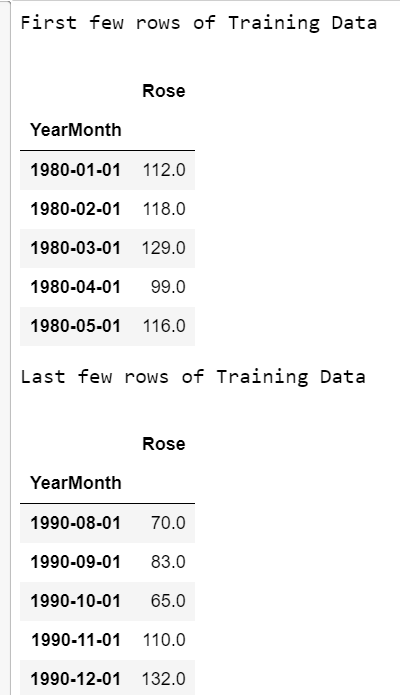 First few rows of Training Data
Rose
YearMonth
1980-01-01 112.0
1980-02-01 118.0
1980-03-01 129.0
1980-04-01 99.0
1980-05-01 116.0
Last few rows of Training Data
Rose
YearMonth
1990-08-01 70.0
1990-09-01 83.0
1990-10-01 65.0
1990-11-01 110.0
1990-12-01 132.0